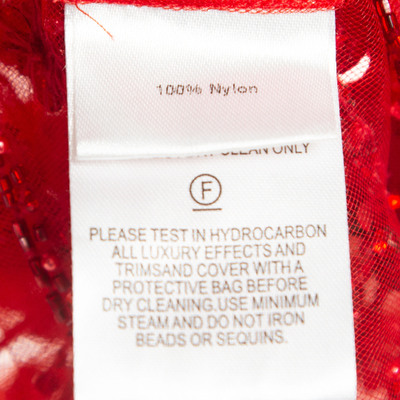 100% Nylon
CLEAN ONLY
F
PLEASE TEST IN HYDROCARBON
ALL LUXURY EFFECTS AND
TRIMSAND COVER WITH A
PROTECTIVE BAG BEFORE
DRY CLEANING.USE MINIMUM
STEAM AND DO NOT IRON
BEADS OR SEQUINS.